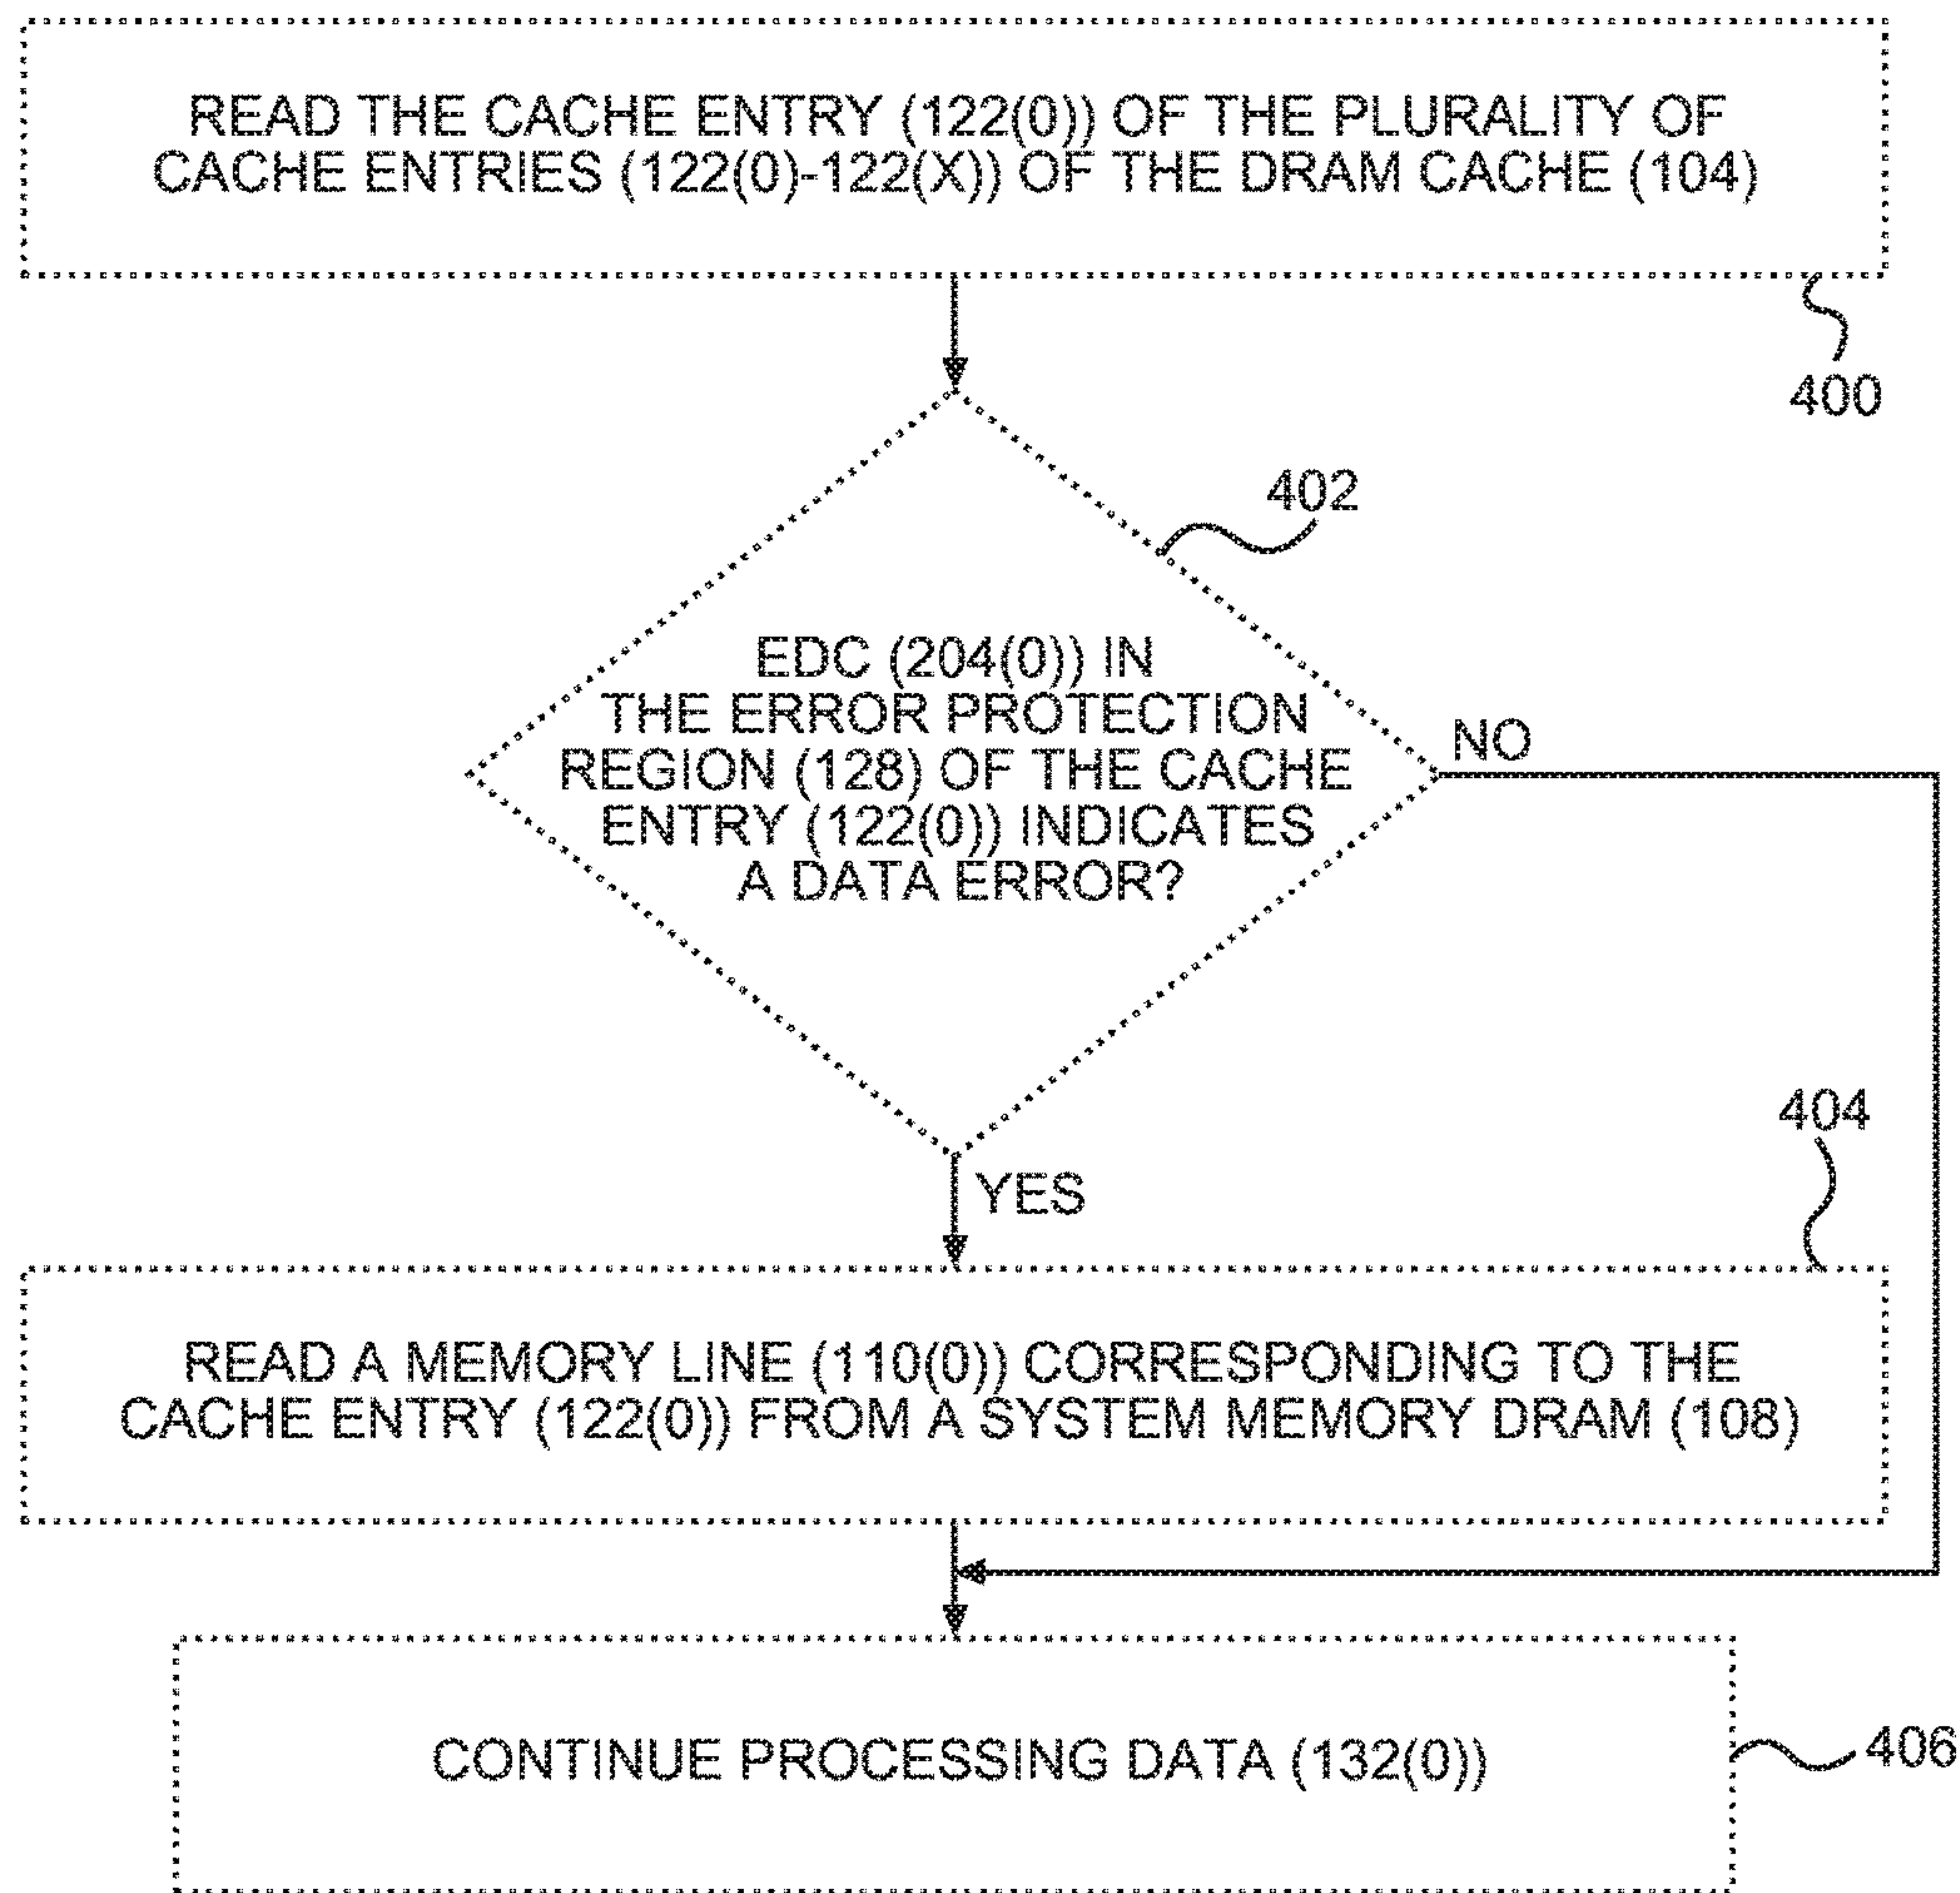 READ THE CACHE ENTRY (122(0)) OF THE PLURALITY OF
CACHE ENTRIES (122(0)-122(X)) OF THE DRAM CACHE (104)
400
402
EDC (204(0)) IN
THE ERROR PROTECTION
REGION (128) OF THE CACHE
ENTRY (122(0)) INDICATES
A DATA ERROR?
NO
404
YES
READ A MEMORY LINE (110(0)) CORRESPONDING TO THE
CACHE ENTRY (122(0)) FROM A SYSTEM MEMORY DRAM (108)
CONTINUE PROCESSING DATA (132(0))
406